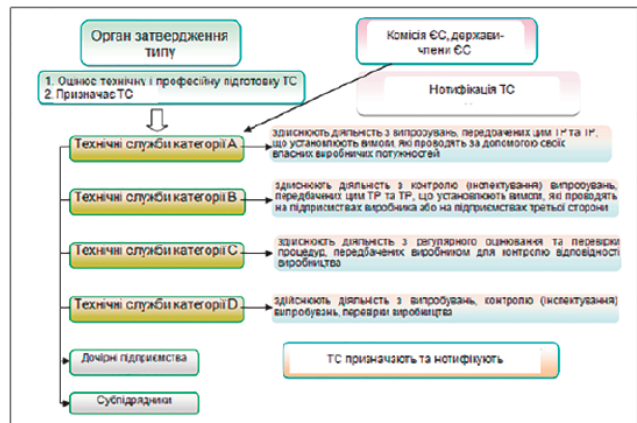 Орган затвердження
типу
Комісія ЄС, держави-
члени ЄС
1. Оцінює технічну і професійну підготовку ТС
2. Призначає ТС
Нотифікація ТС
Технічні служби категорії А
здійснюють діяльність з випробувань, передбачених цим ТР та ТР,
що установлюють вимоги, які проводять за допомогою своїх
власних виробничих потужностей
Технічні служби категорії В
здійснюють діяльність з контролю (інспектування) випробувань,
передбачених цим ТР та ТР, що установлюють вимоги, які проводять
на підприємствах виробника або на підприємствах третьої сторони
Технічні служби категорії С
здійснюють діяльність з регулярного оцінювання та перевірки
процедур, передбачених виробником для контролю відповідності
виробництва
Технічні служби категорії D
здійснюють діяльність з випробувань, контролю (інспектування)
випробувань, перевірки виробництва
Дочірні підприємства
ТС призначають та нотифікують
Субпідрядники